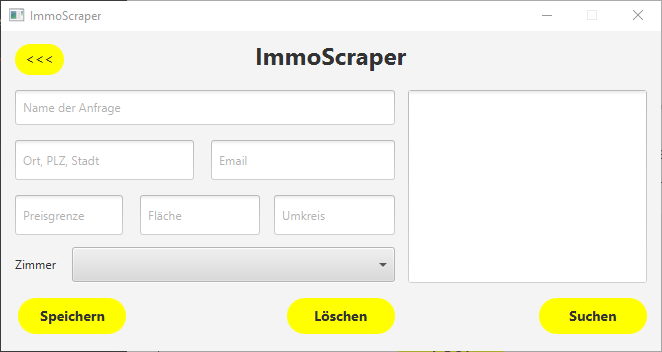 ImmoScraper
<<<
ImmoScraper
Name der Anfrage
Ort, PLZ, Stadt
Email
Preisgrenze
Fläche
Umkreis
Zimmer
Speichern
Löschen
Suchen